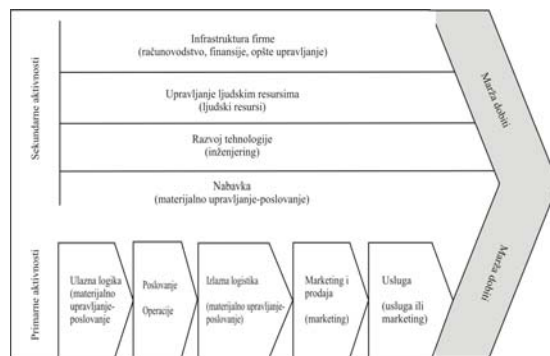 Sekundarne aktivnosti
Infrastruktura firme
(računovodstvo, finansije, opšte upravljanje)
Upravljanje ljudskim resursima
(ljudski resursi)
Razvoj tehnologije
(inženjering)
Nabavka
(materijalno upravljanje-poslovanje)
Marža dobiti
Primarne aktivnosti
Ulazna logika
(materijalno
upravljanje-
poslovanje
Poslovanje
Operacije
Izlazna logistika
(materijalno upravljanje-
poslovanje)
Marketing i
prodaja
(marketing)
Usluga
(usluga ili
marketing)
Marža dobiti